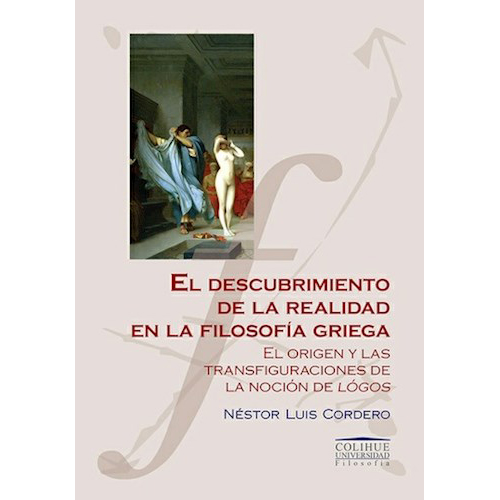 El descubrimiento
de la realidad
en la filosofía griega
El origen y las
transfiguraciones de
la noción de lógos
Néstor Luis Cordero
COLIHUE
UNIVERSIDAD
Filosofía